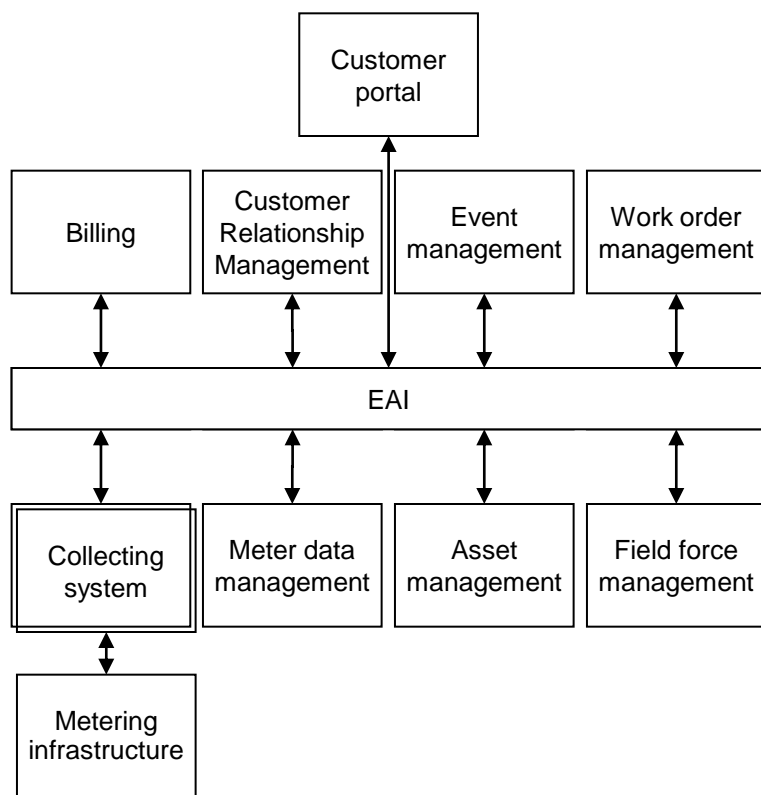 Customer
portal
Billing
Customer
Relationship
Management
Event
management
Work order
management
EAI
Collecting
system
Meter data
management
Asset
management
Field force
management
Metering
infrastructure